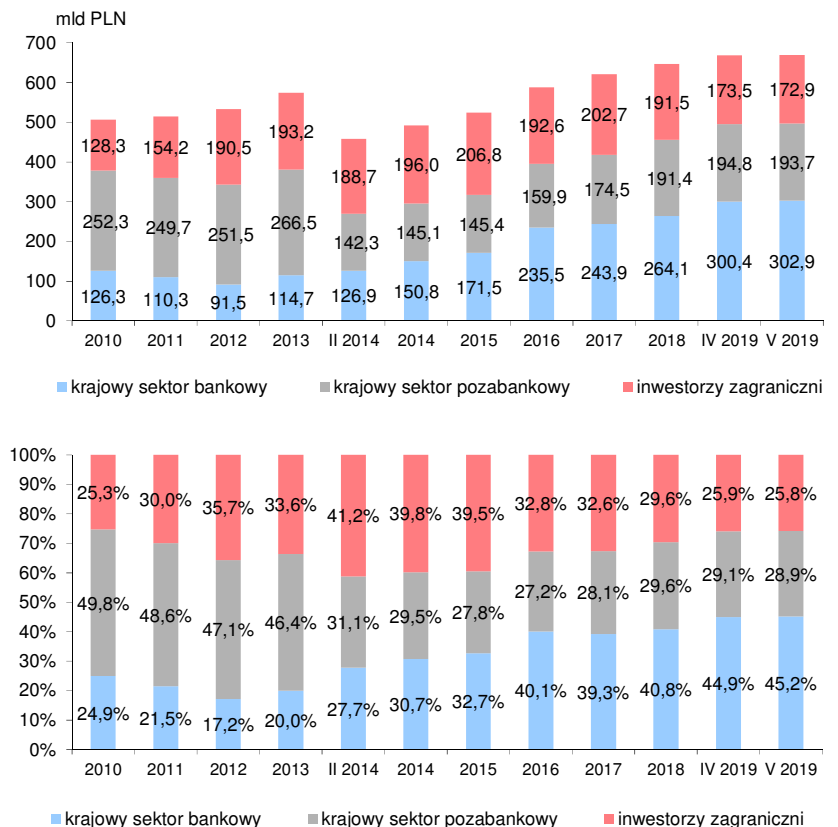 mld PLN
700
600
500
400
300
200
100
0
128,3 154,2 190,5 193,2 188,7 196,0 206,8 192,6 202,7 191,5 173,5 172,9
252,3 249,7 251,5 266,5 142,3 145,1 145,4 159,9 174,5 191,4 194,8 193,7
126,3 110,3 91,5 114,7 126,9 150,8 171,5 235,5 243,9 264,1 300,4 302,9
2010 2011 2012 2013 II 2014 2014 2015 2016 2017 2018 IV 2019 V 2019
krajowy sektor bankowy krajowy sektor pozabankowy inwestorzy zagraniczni
100%
90%
80%
70%
60%
50%
40%
30%
20%
10%
0%
25,3% 30,0% 35,7% 33,6% 41,2% 39,8% 39,5% 32,8% 32,6% 29,6% 25,9% 25,8%
49,8% 48,6% 47,1% 46,4% 31,1% 29,5% 27,8% 27,2% 28,1% 29,6% 29,1% 28,9%
24,9% 21,5% 17,2% 20,0% 27,7% 30,7% 32,7% 40,1% 39,3% 40,8% 44,9% 45,2%
2010 2011 2012 2013 II 2014 2014 2015 2016 2017 2018 IV 2019 V 2019
krajowy sektor bankowy krajowy sektor pozabankowy inwestorzy zagraniczni